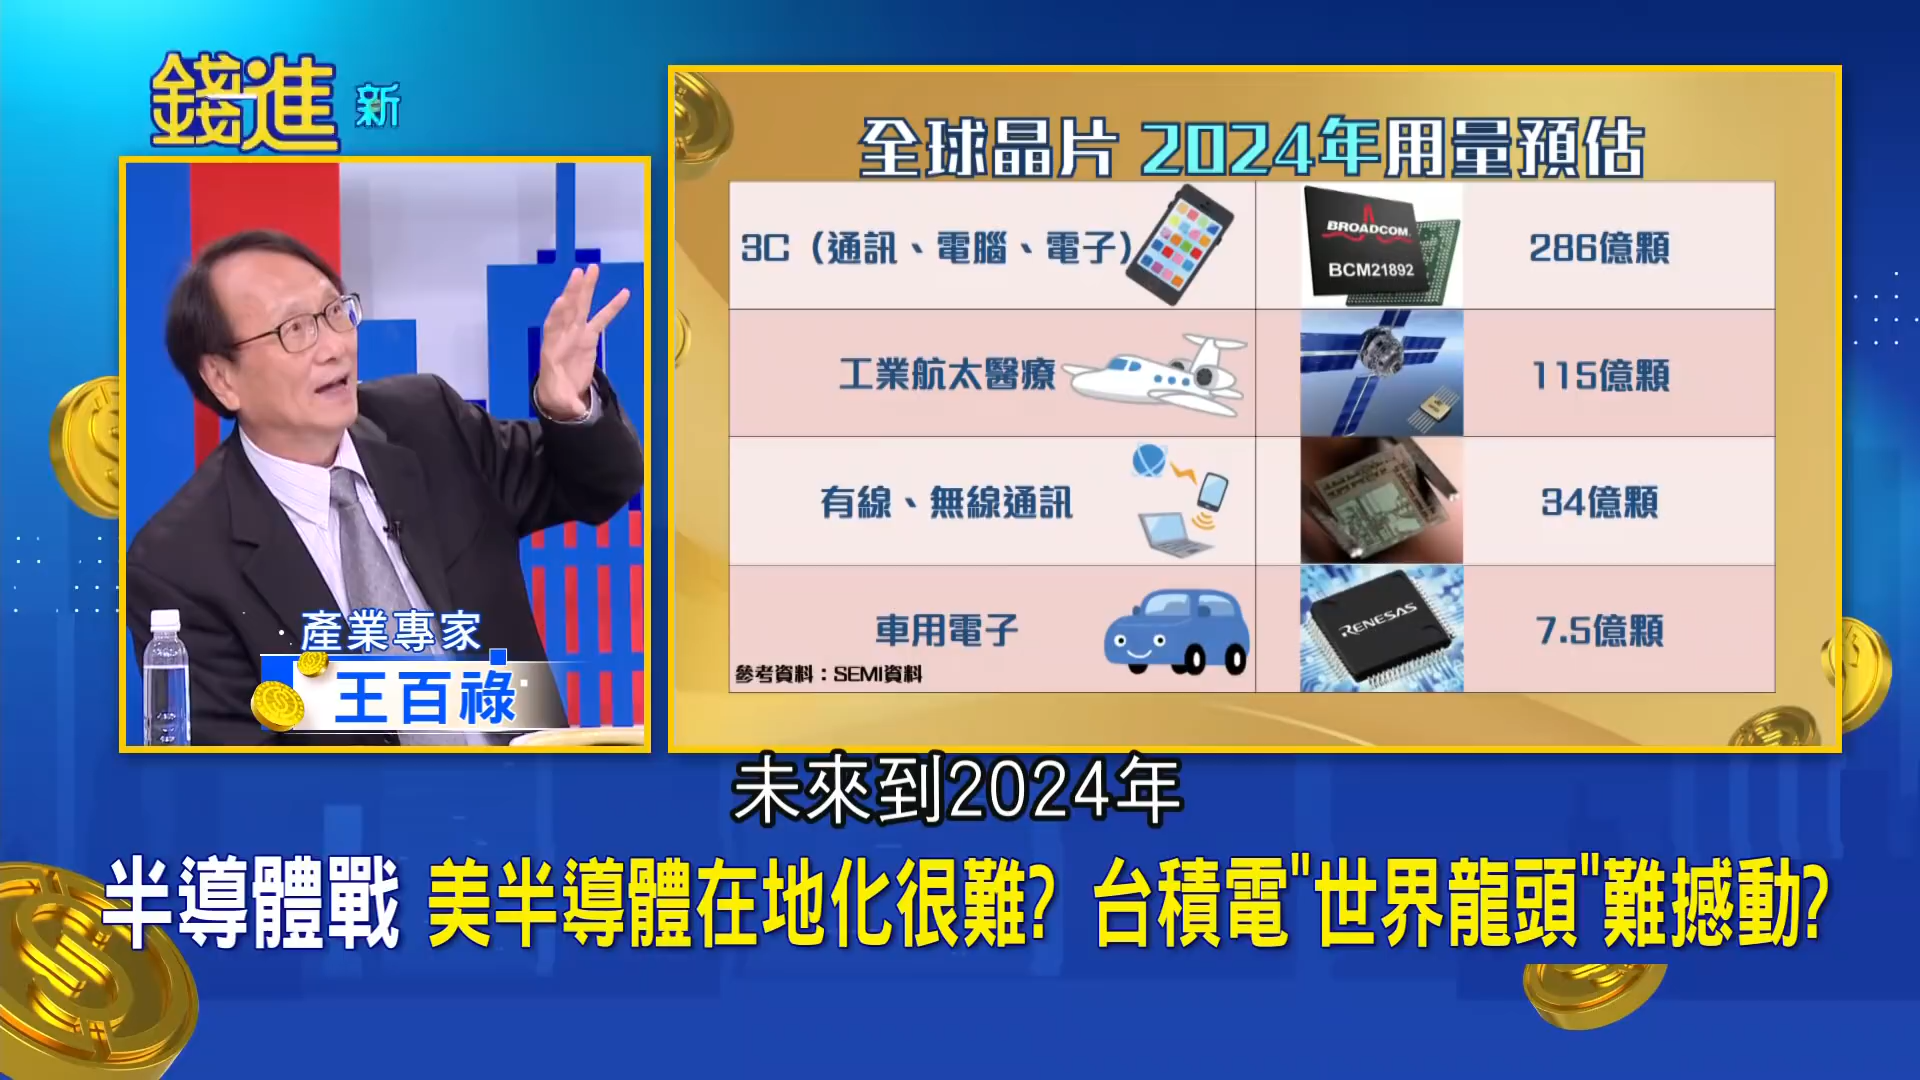 錢進
新
全球晶片 2024年用量預估
3C（通訊、電腦、電子）
BROADCOM.
BCM21892
286億顆
工業航太醫療
115億顆
有線、無線通訊
34億顆
車用電子
RENESAS
7.5億顆
參考資料：SEMI資料
產業專家
王百祿
未來到2024年
半導體戰 美半導體在地化很難? 台積電"世界龍頭"難撼動?